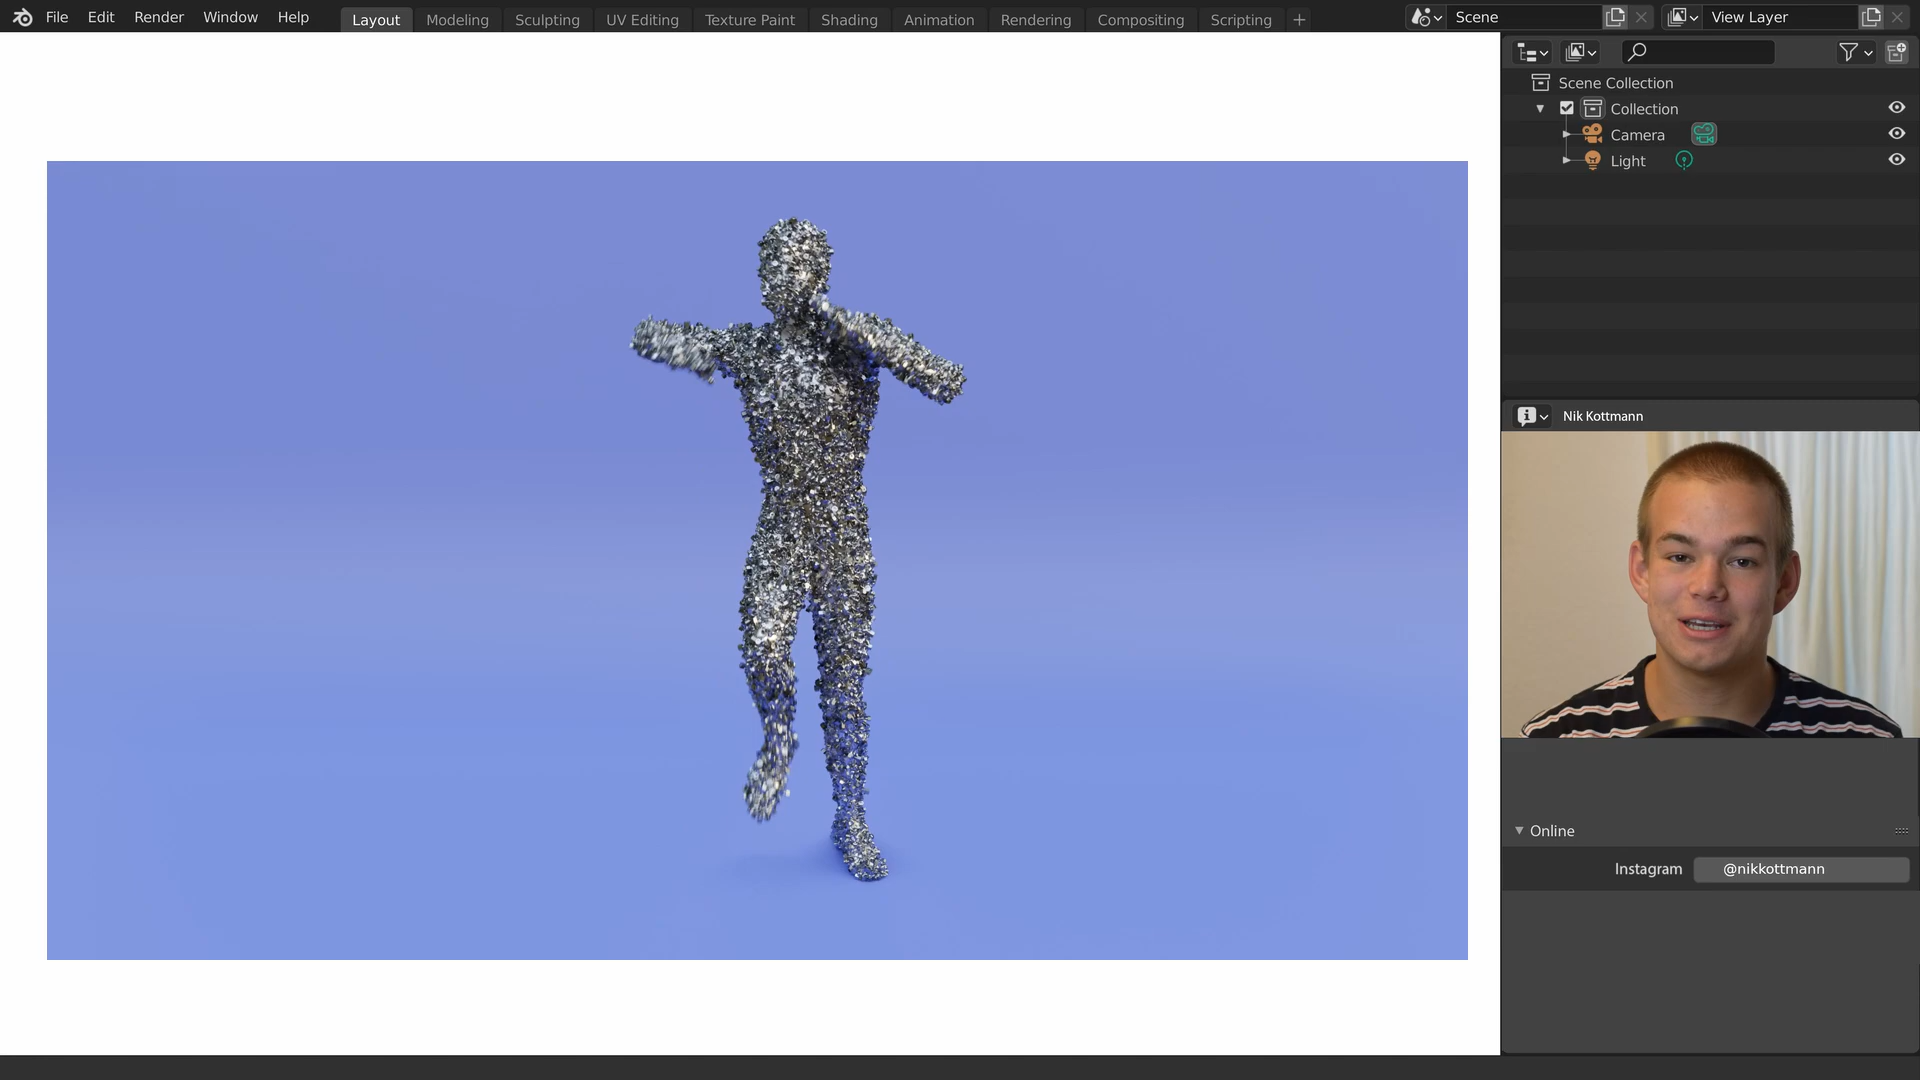 File Edit Render Window Help Layout Modeling Sculpting UV Editing Texture Paint Shading Animation Rendering Compositing Scripting + Scene View Layer
Scene Collection
Collection
Camera
Light
Nik Kottmann
Online
Instagram @nikkottmann